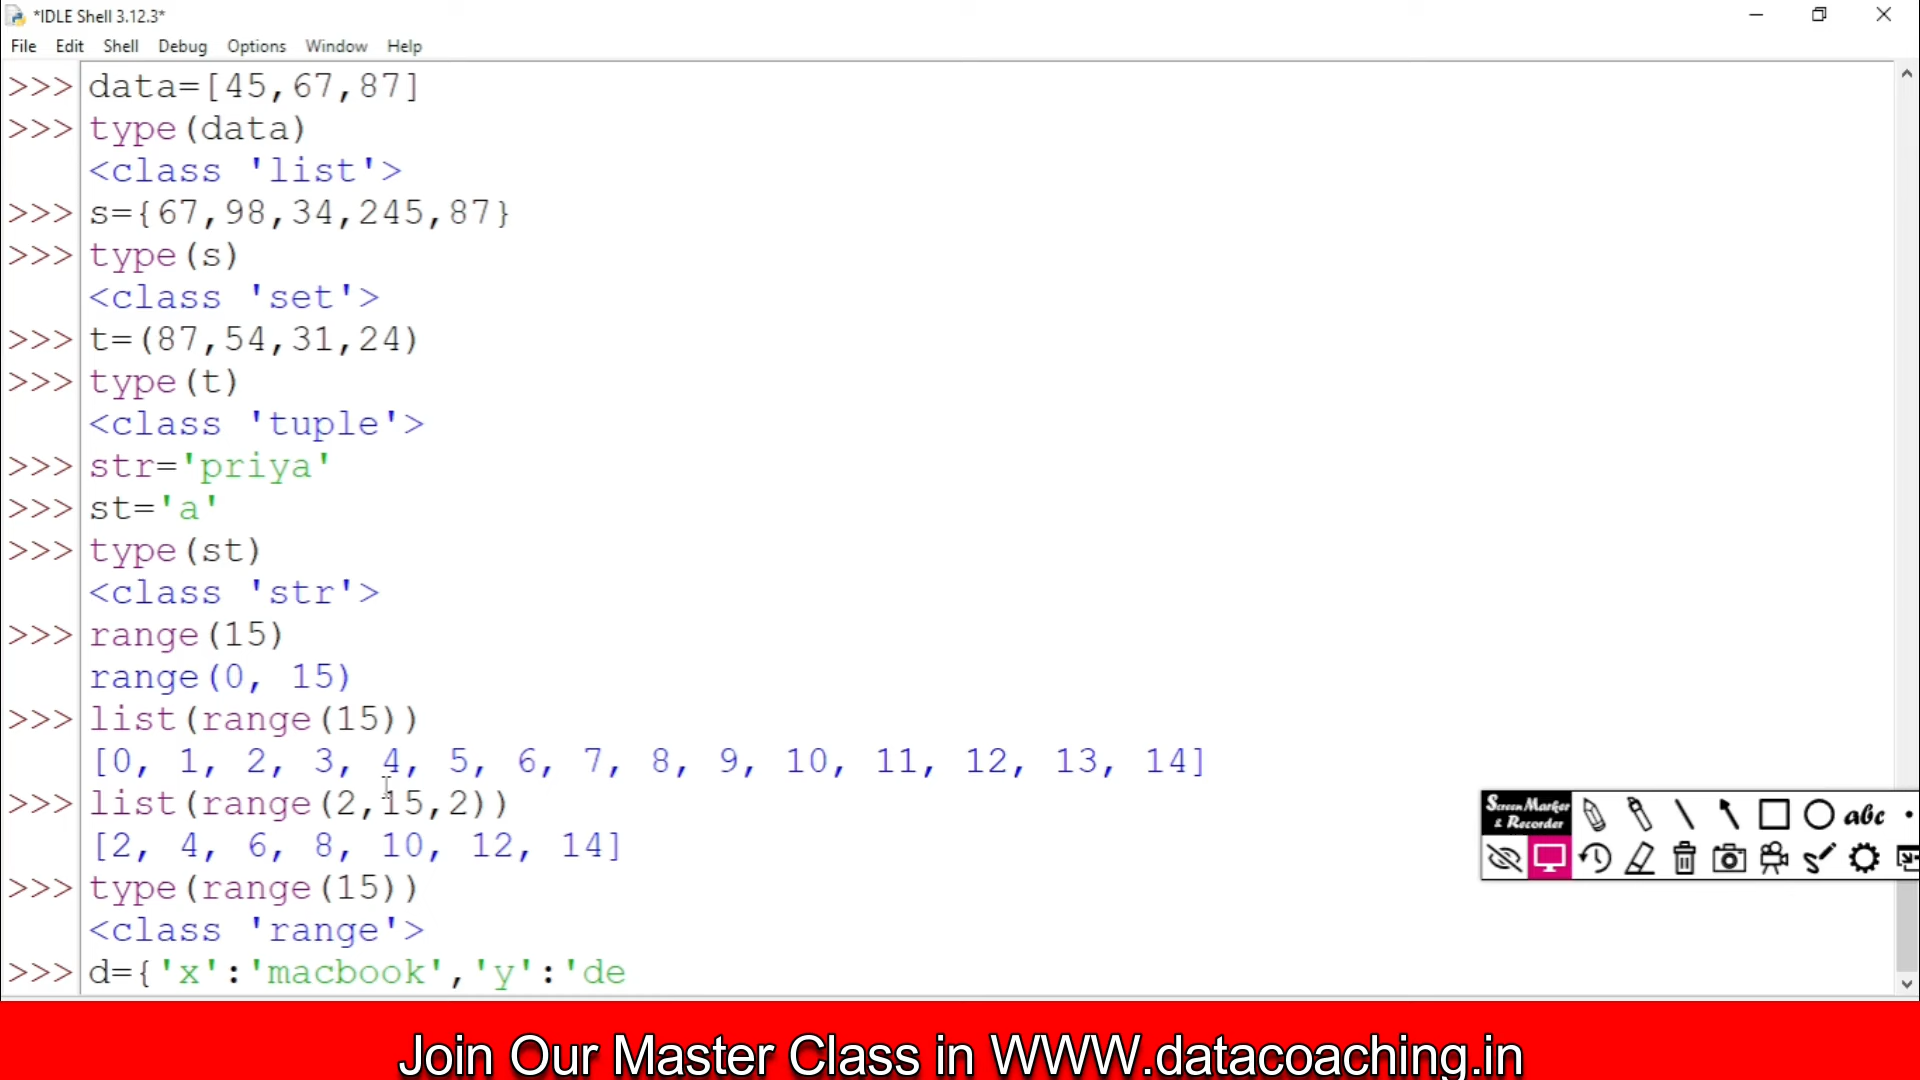 *IDLE Shell 3.12.3*
File Edit Shell Debug Options Window Help
>>> data=[45,67,87]
>>> type(data)
<class 'list'>
>>> s={67,98,34,245,87}
>>> type(s)
<class 'set'>
>>> t=(87,54,31,24)
>>> type(t)
<class 'tuple'>
>>> str='priya'
>>> st='a'
>>> type(st)
<class 'str'>
>>> range(15)
range(0, 15)
>>> list(range(15))
[0, 1, 2, 3, 4, 5, 6, 7, 8, 9, 10, 11, 12, 13, 14]
>>> list(range(2,15,2))
[2, 4, 6, 8, 10, 12, 14]
>>> type(range(15))
<class 'range'>
>>> d={'x':'macbook','y':'de
Screen Marker
& Recorder
abc
Join Our Master Class in WWW.datacoaching.in